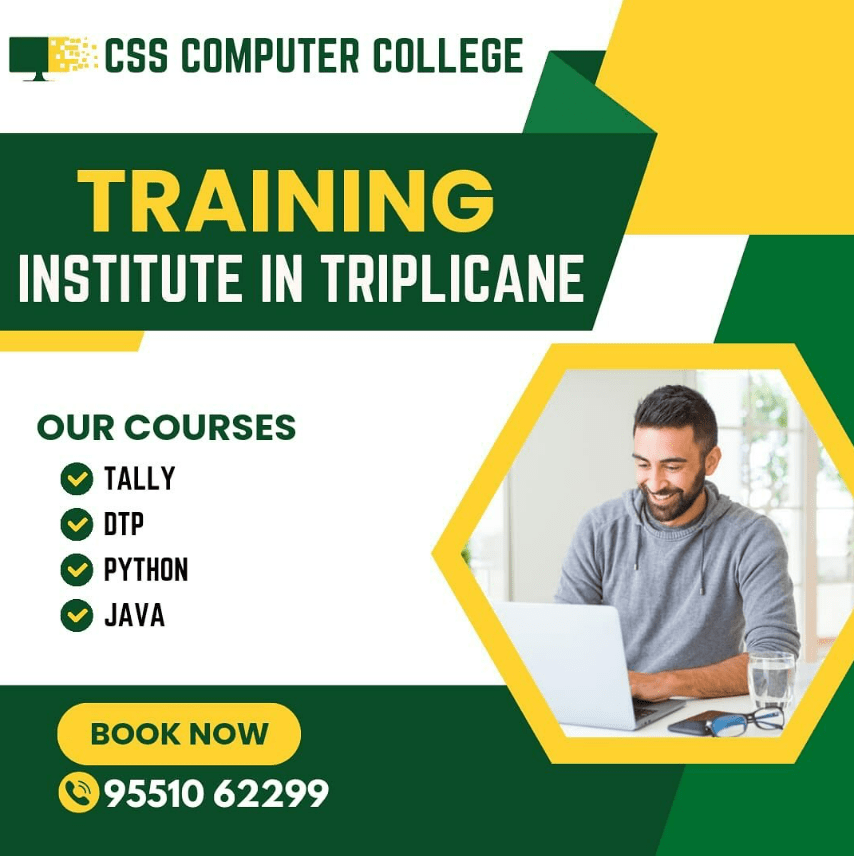 CSS COMPUTER COLLEGE
TRAINING
INSTITUTE IN TRIPLICANE
OUR COURSES
TALLY
DTP
PYTHON
JAVA
BOOK NOW
95510 62299